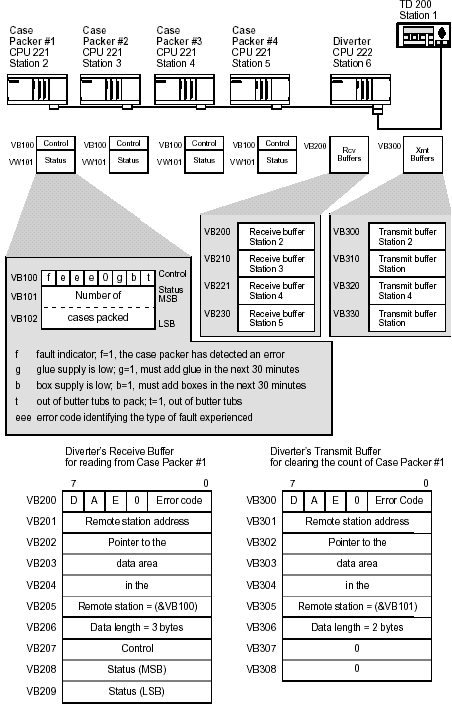 TD 200
Station 1
Case
Packer #1
CPU 221
Station 2
Case
Packer #2
CPU 221
Station 3
Case
Packer #3
CPU 221
Station 4
Case
Packer #4
CPU 221
Station 5
Diverter
CPU 222
Station 6
VB100 Control
VW101 Status
VB100 Control
VW101 Status
VB100 Control
VW101 Status
VB100 Control
VW101 Status
VB200 Rcv
Buffers
VB300 Xmt
Buffers
VB200 Receive buffer
Station 2
VB210 Receive buffer
Station 3
VB221 Receive buffer
Station 4
VB230 Receive buffer
Station 5
VB300 Transmit buffer
Station 2
VB310 Transmit buffer
Station
VB320 Transmit buffer
Station 4
VB330 Transmit buffer
Station
VB100 f e e e 0 g b t Control
VB101 Number of Status
MSB
VB102 cases packed LSB
f fault indicator; f=1, the case packer has detected an error
g glue supply is low; g=1, must add glue in the next 30 minutes
b box supply is low; b=1, must add boxes in the next 30 minutes
t out of butter tubs to pack; t=1, out of butter tubs
eee error code identifying the type of fault experienced
Diverter's Receive Buffer
for reading from Case Packer #1
7 0
VB200 D A E 0 Error code
VB201 Remote station address
VB202 Pointer to the
VB203 data area
VB204 in the
VB205 Remote station = (&VB100)
VB206 Data length = 3 bytes
VB207 Control
VB208 Status (MSB)
VB209 Status (LSB)
Diverter's Transmit Buffer
for clearing the count of Case Packer #1
7 0
VB300 D A E 0 Error Code
VB301 Remote station address
VB302 Pointer to the
VB303 data area
VB304 in the
VB305 Remote station = (&VB101)
VB306 Data length = 2 bytes
VB307 0
VB308 0